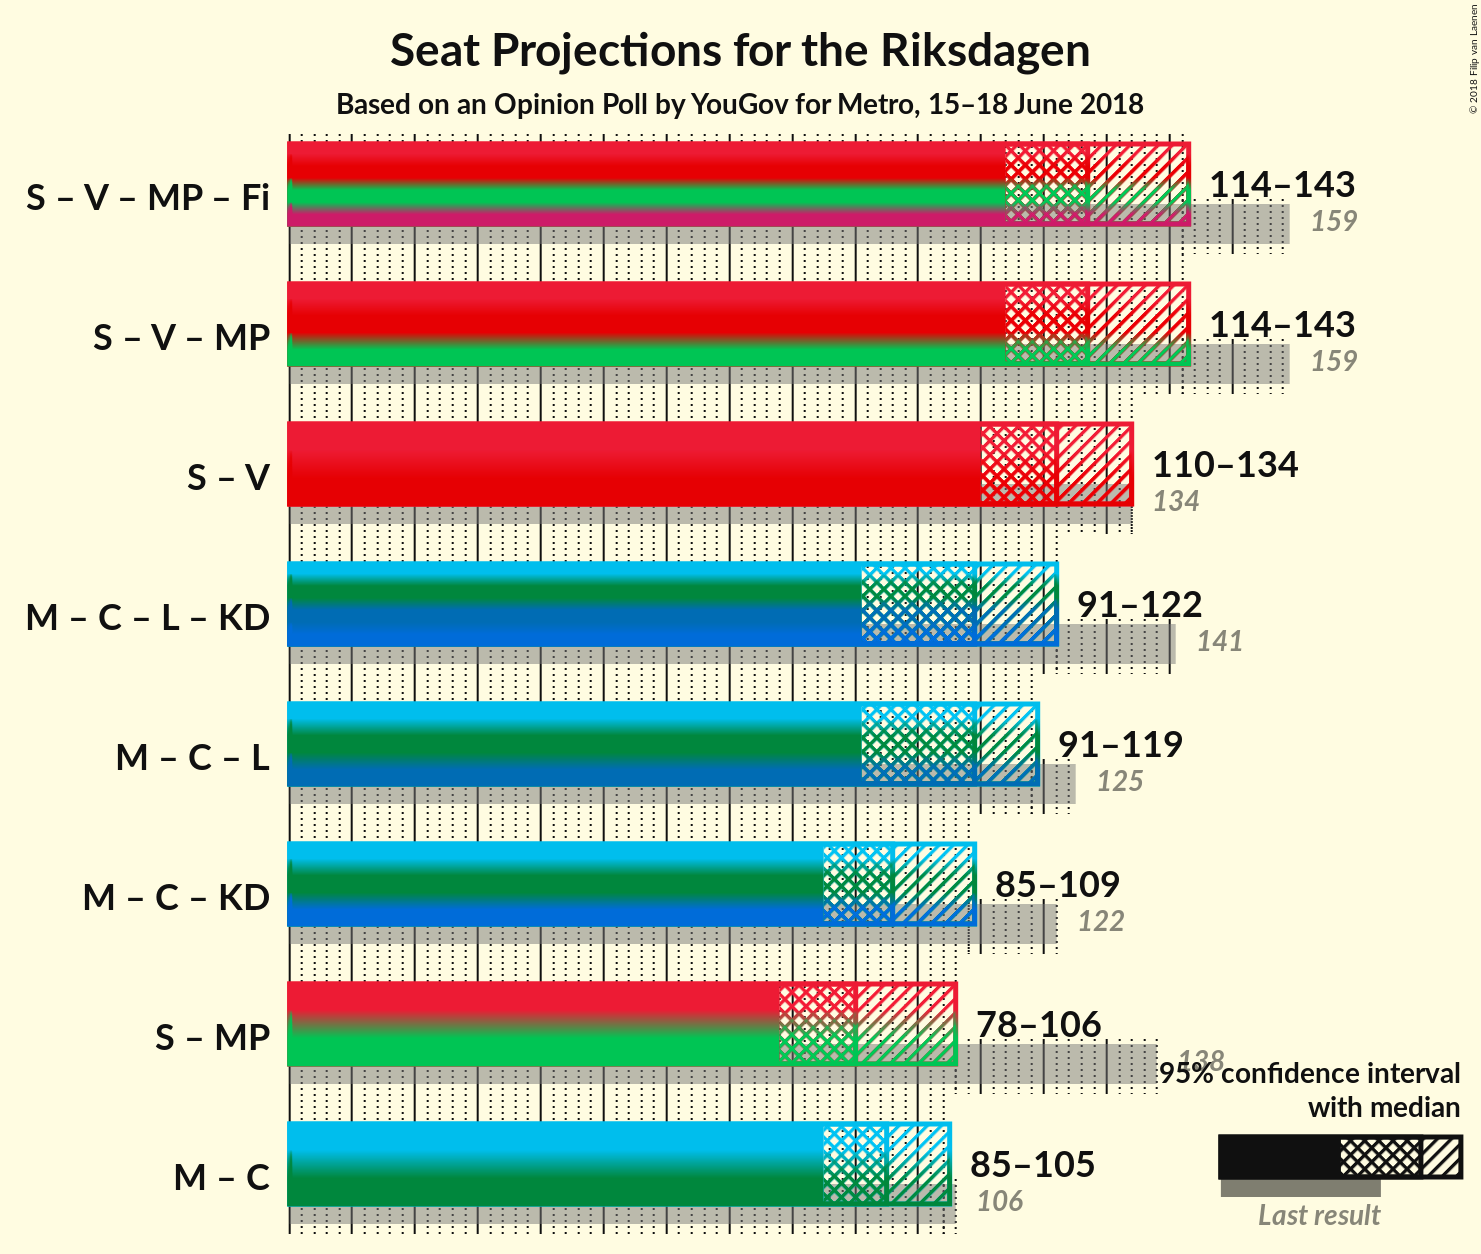 © 2018 Filip van Laenen
Seat Projections for the Riksdagen
Based on an Opinion Poll by YouGov for Metro, 15–18 June 2018
S – V – MP – Fi
114–143
159
S – V – MP
114–143
159
S – V
110–134
134
M – C – L – KD
91–122
141
M – C – L
91–119
125
M – C – KD
85–109
122
S – MP
78–106
138
M – C
85–105
106
95% confidence interval
with median
Last result